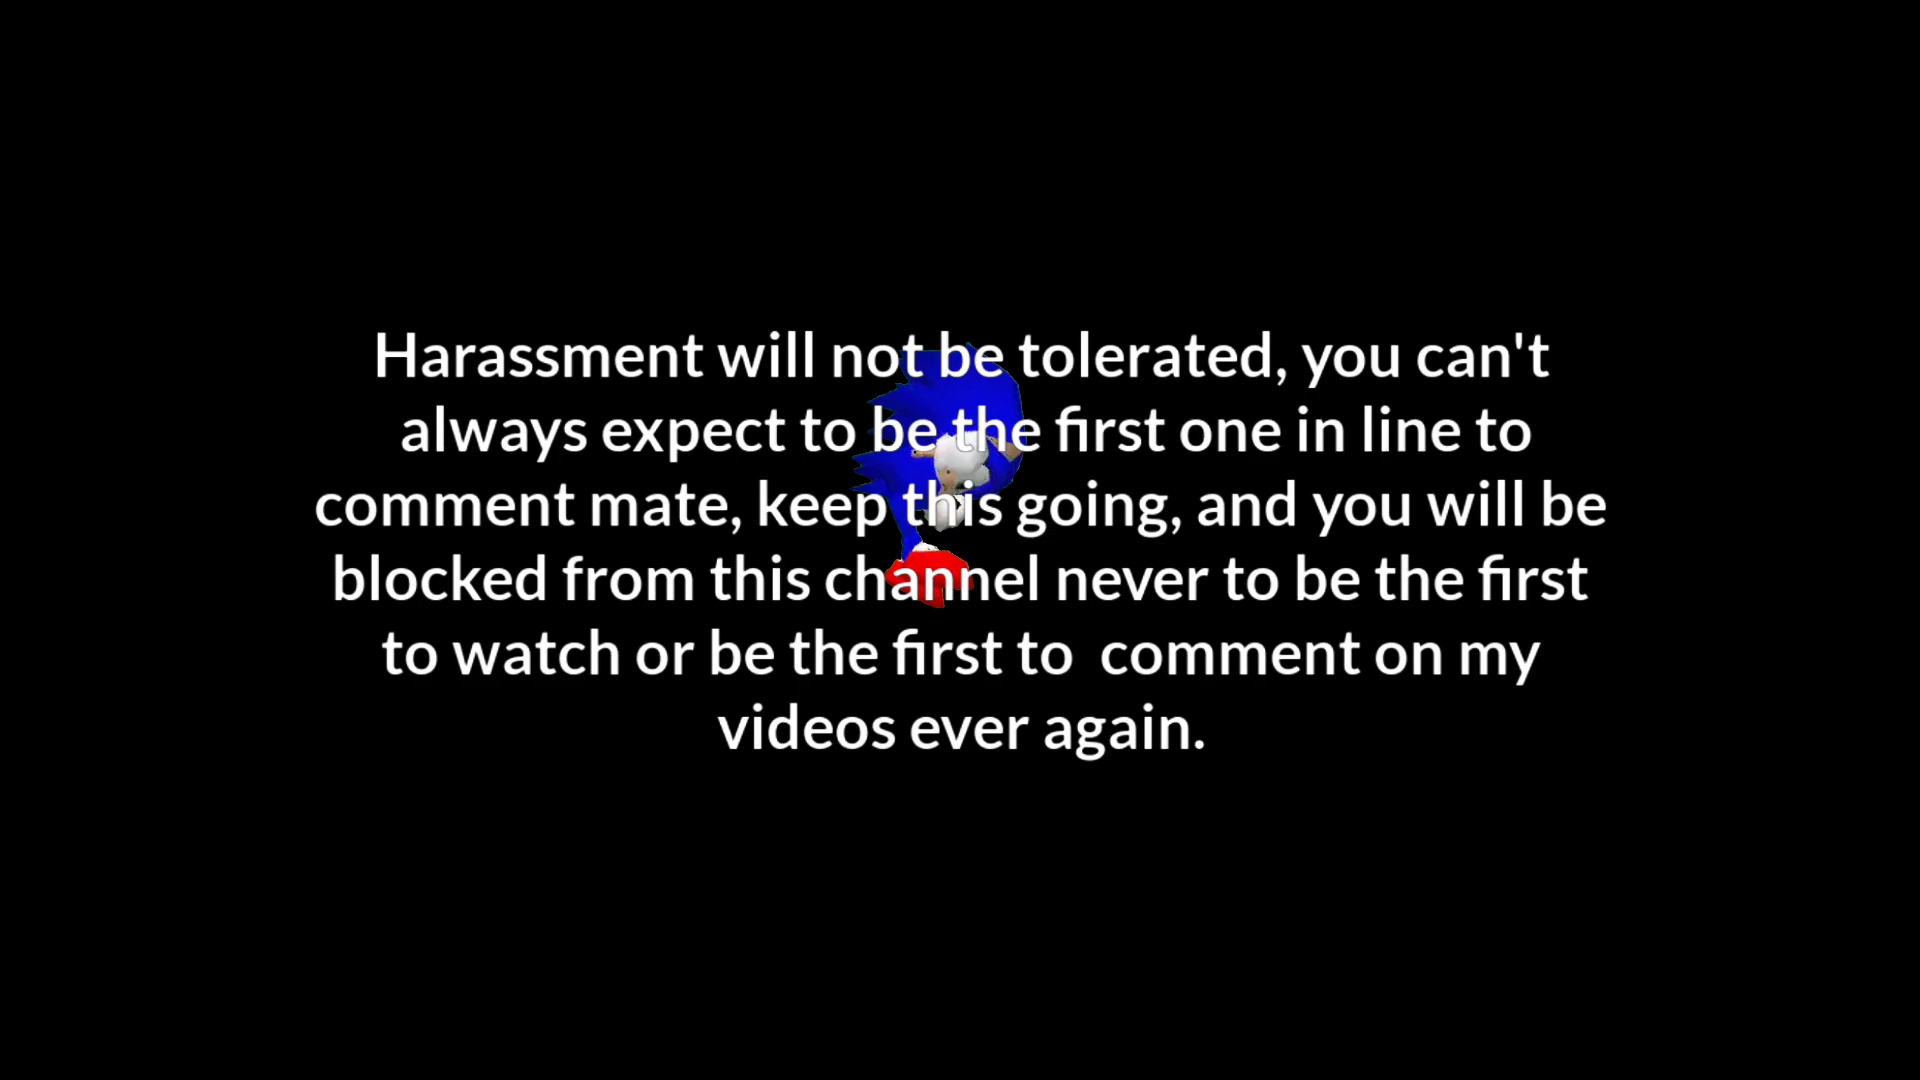 Harassment will not be tolerated, you can't
always expect to be the first one in line to
comment mate, keep this going, and you will be
blocked from this channel never to be the first
to watch or be the first to  comment on my
videos ever again.